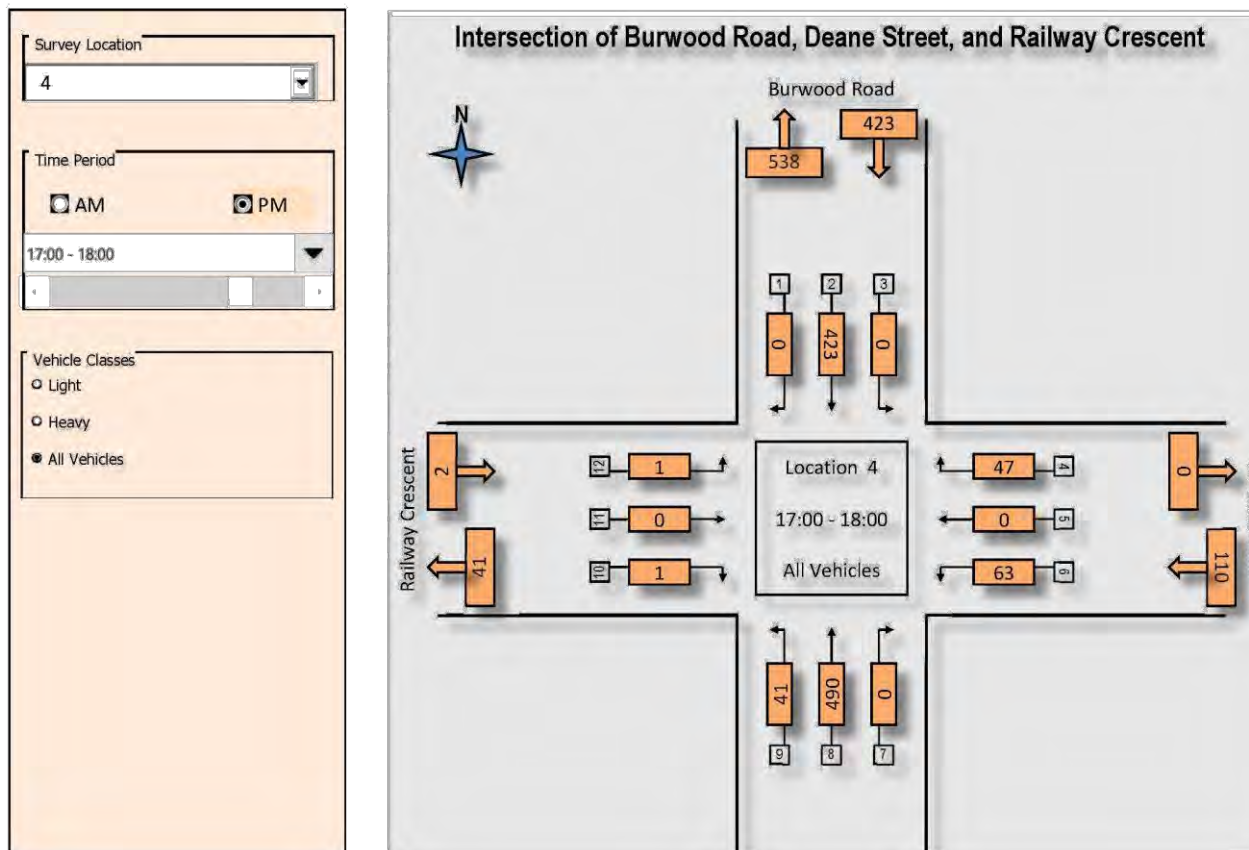 Survey Location
4
Time Period
AM
PM
17:00 - 18:00
Vehicle Classes
Light
Heavy
All Vehicles
Intersection of Burwood Road, Deane Street, and Railway Crescent
Burwood Road
N
538
423
1
2
3
0
423
0
Railway Crescent
2
41
12
1
11
0
10
1
Location 4
17:00 - 18:00
All Vehicles
47
4
0
5
63
6
0
110
41
490
0
9
8
7